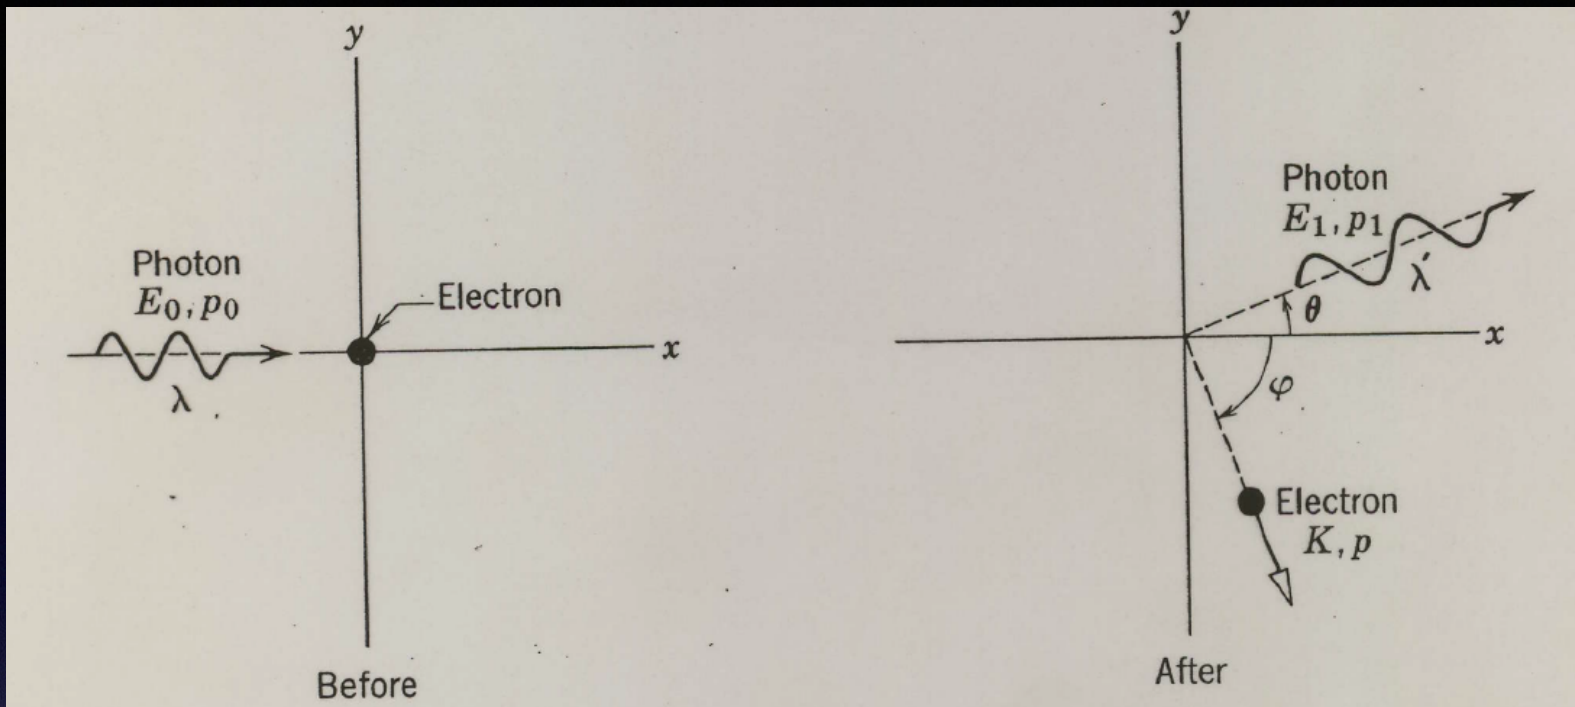 y
Photon
E₀, p₀
Electron
x
λ
Before
y
Photon
E₁, p₁
λ′
θ
x
φ
Electron
K, p
After